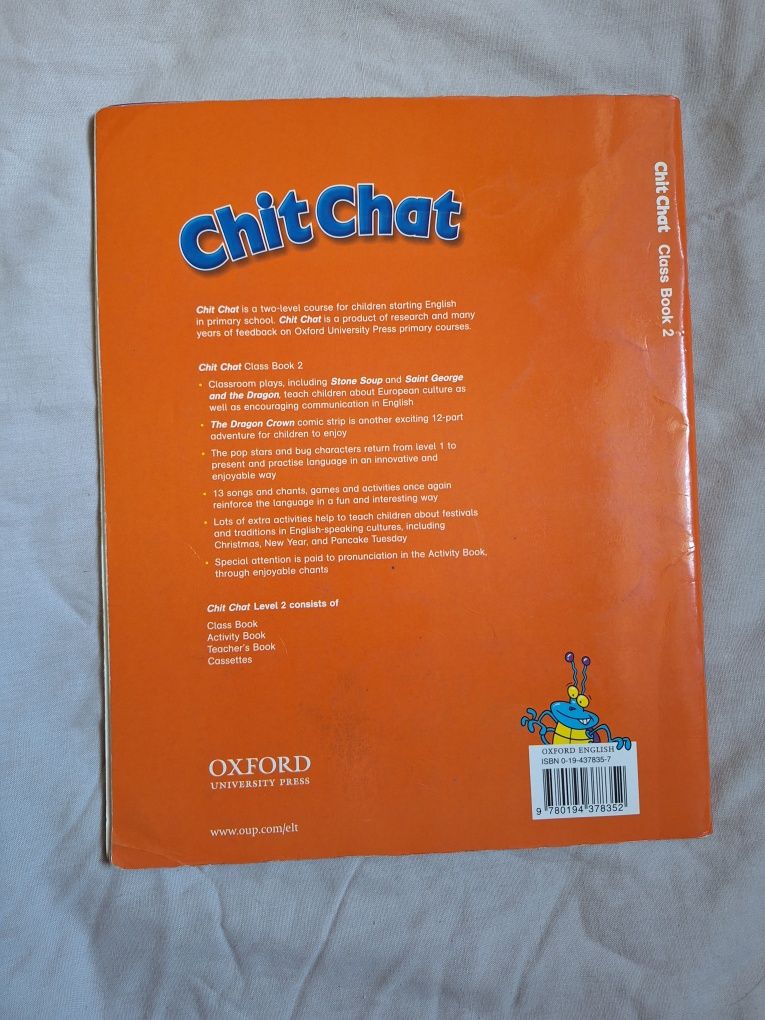 Chit Chat
Chit Chat is a two-level course for children starting English
in primary school. Chit Chat is a product of research and many
years of feedback on Oxford University Press primary courses.
Chit Chat Class Book 2
• Classroom plays, including Stone Soup and Saint George
and the Dragon, teach children about European culture as
well as encouraging communication in English
• The Dragon Crown comic strip is another exciting 12-part
adventure for children to enjoy
• The pop stars and bug characters return from level 1 to
present and practise language in an innovative and
enjoyable way
• 13 songs and chants, games and activities once again
reinforce the language in a fun and interesting way
• Lots of extra activities help to teach children about festivals
and traditions in English-speaking cultures, including
Christmas, New Year, and Pancake Tuesday
• Special attention is paid to pronunciation in the Activity Book,
through enjoyable chants
Chit Chat Level 2 consists of
Class Book
Activity Book
Teacher's Book
Cassettes
OXFORD
UNIVERSITY PRESS
www.oup.com/elt
OXFORD ENGLISH
ISBN 0-19-437835-7
9 780194 378352
Chit Chat Class Book 2